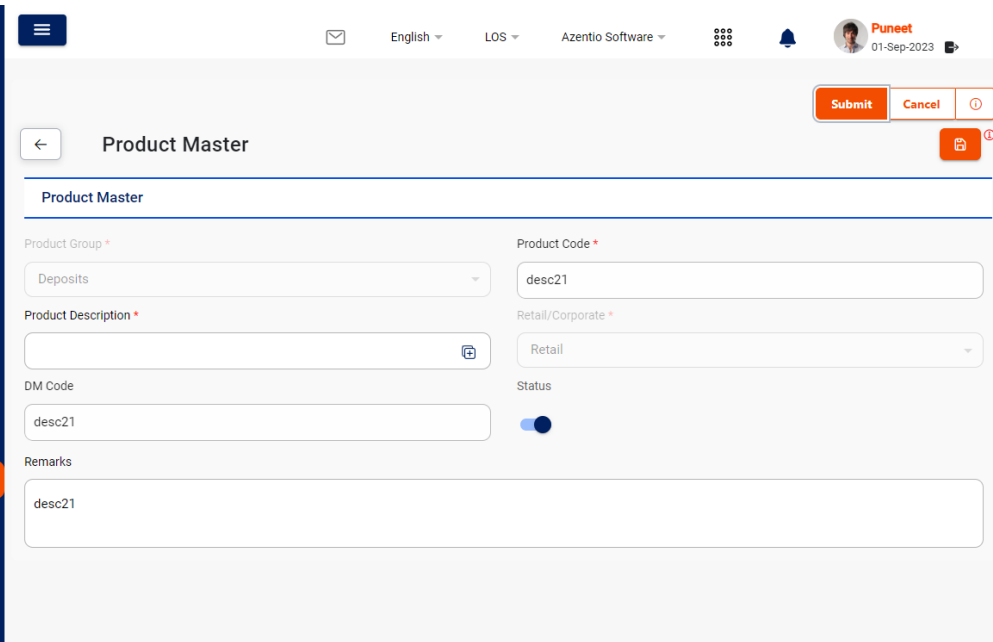 English LOS Azentio Software Puneet
01-Sep-2023
Submit Cancel
Product Master
Product Master
Product Group * Product Code *
Deposits desc21
Product Description * Retail/Corporate *
Retail
DM Code Status
desc21
Remarks
desc21